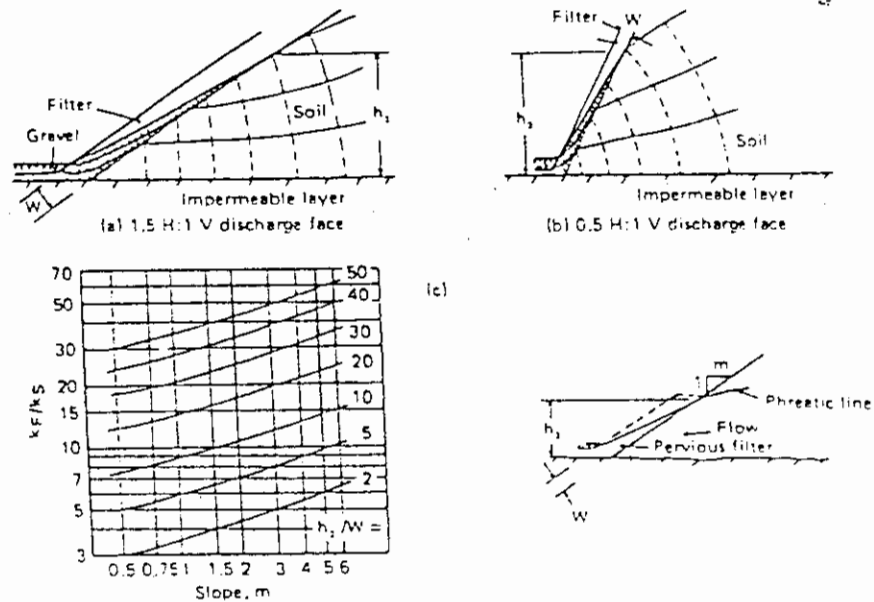 Filter
Gravel
Soil
h₂
W
Impermeable layer
(a) 1.5 H:1 V discharge face
Filter
W
h₂
Soil
Impermeable layer
(b) 0.5 H:1 V discharge face
70
50
30
20
15
10
7
5
3
kF/kS
50
40
30
20
10
5
2
h₂/W =
0.5 0.75 1 1.5 2 3 4 5 6
Slope, m
(c)
m
1
h₂
Phreatic line
Flow
Pervious filter
W